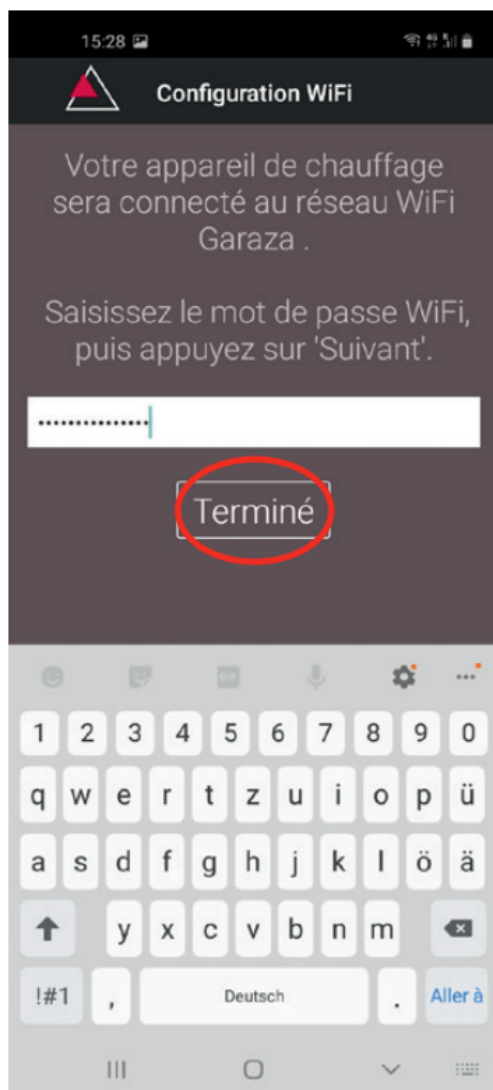 15:28
Configuration WiFi
Votre appareil de chauffage
sera connecté au réseau WiFi
Garaza .
Saisissez le mot de passe WiFi,
puis appuyez sur 'Suivant'.
•••••••••••••••
Terminé
GIF
1 2 3 4 5 6 7 8 9 0
q w e r t z u i o p ü
a s d f g h j k l ö ä
y x c v b n m
!#1 , Deutsch . Aller à